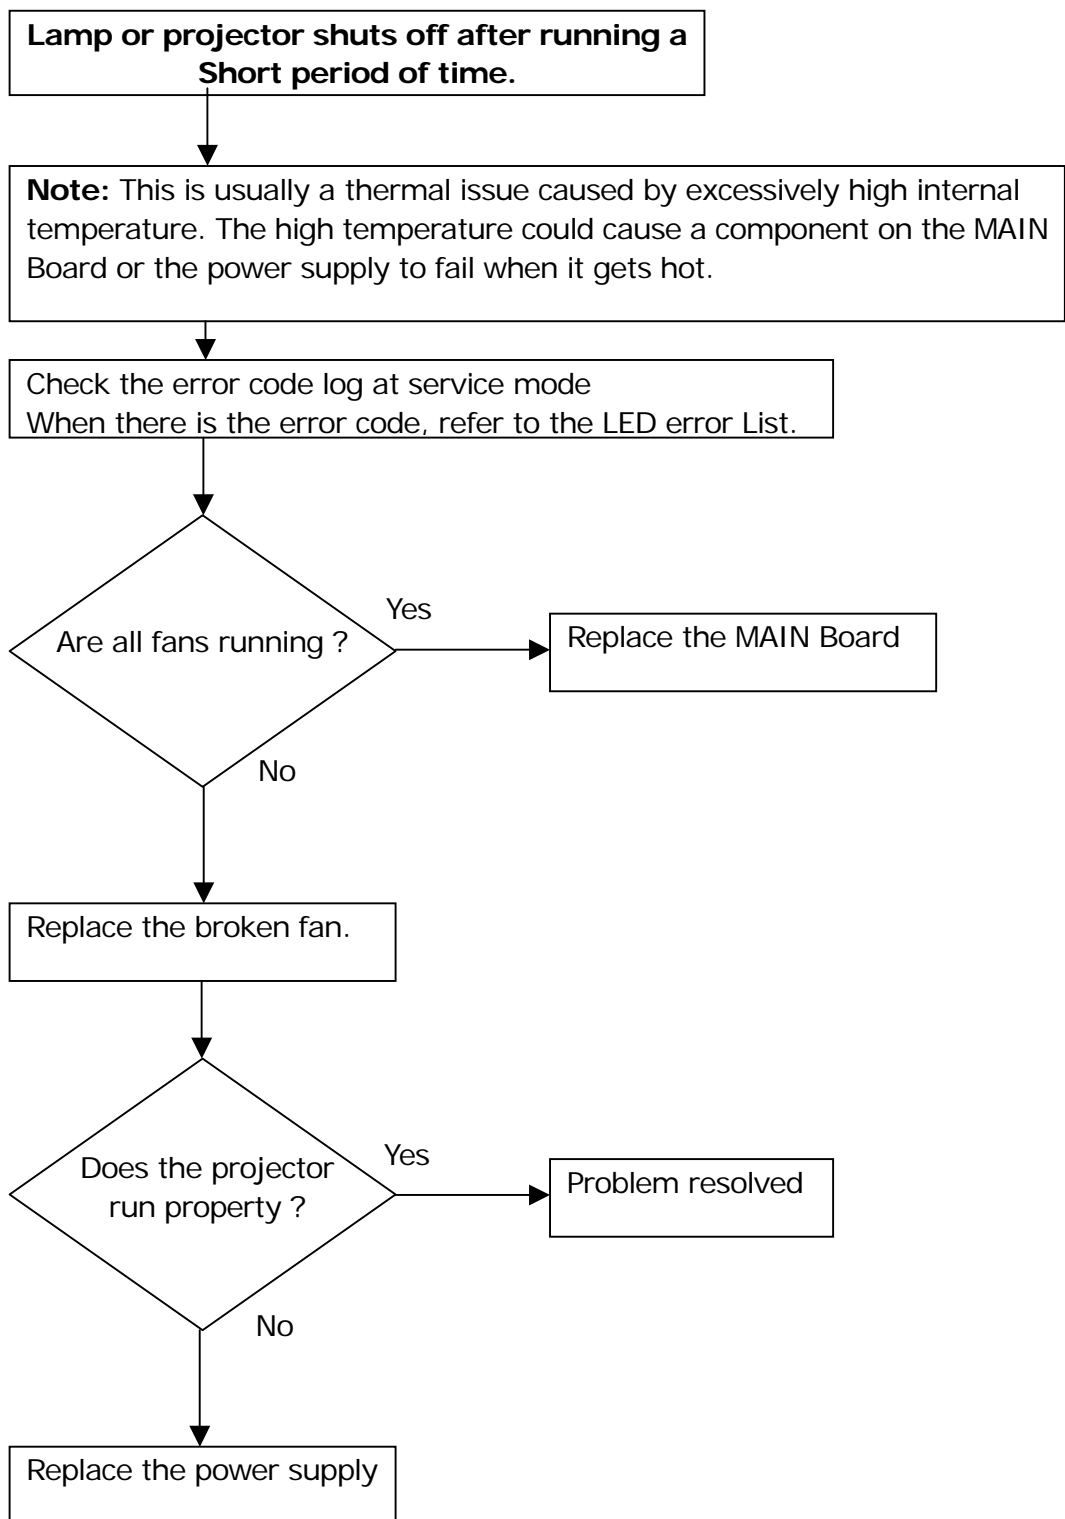 Lamp or projector shuts off after running a
Short period of time.
Note: This is usually a thermal issue caused by excessively high internal
temperature. The high temperature could cause a component on the MAIN
Board or the power supply to fail when it gets hot.
Check the error code log at service mode
When there is the error code, refer to the LED error List.
Are all fans running ?
Yes
Replace the MAIN Board
No
Replace the broken fan.
Does the projector
run property ?
Yes
Problem resolved
No
Replace the power supply